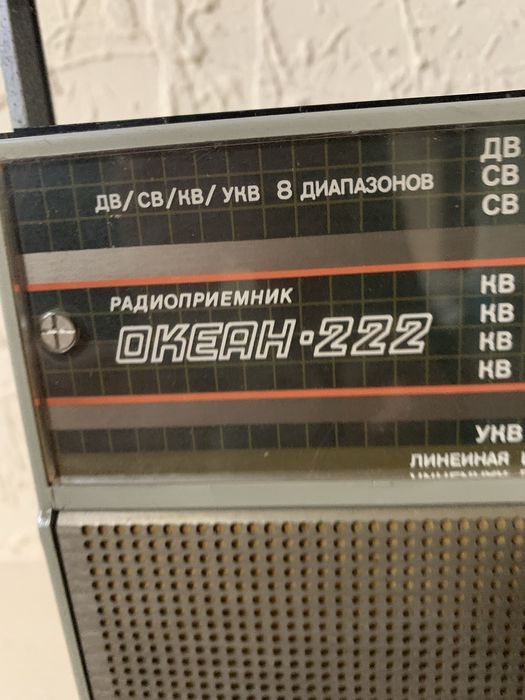 ДВ/СВ/КВ/ УКВ 8 ДИАПАЗОНОВ
ДВ
СВ
СВ
РАДИОПРИЕМНИК
ОКЕАН·222
КВ
КВ
КВ
КВ
УКВ
ЛИНЕЙНАЯ